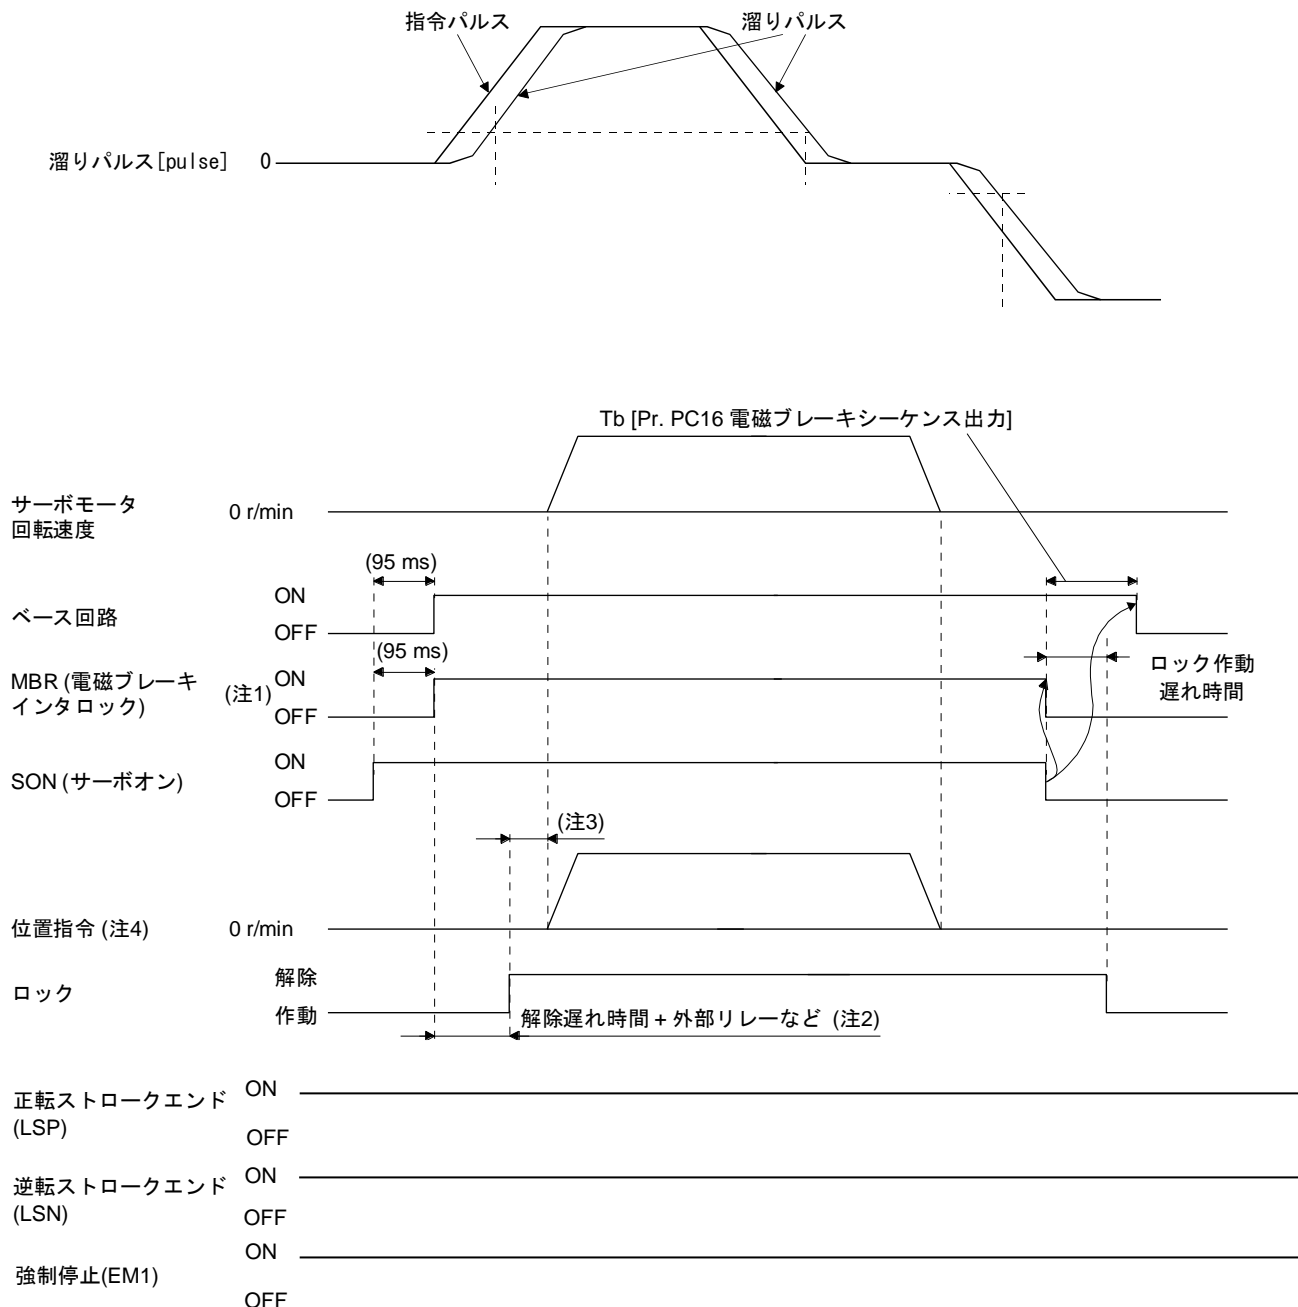 指令パルス
溜りパルス
溜りパルス[pulse] 0
Tb [Pr. PC16 電磁ブレーキシーケンス出力]
サーボモータ
回転速度
0 r/min
(95 ms)
ベース回路
ON
OFF
(95 ms)
MBR (電磁ブレーキ
インタロック)
(注1)
ON
OFF
ロック作動
遅れ時間
SON (サーボオン)
ON
OFF
(注3)
位置指令 (注4)
0 r/min
ロック
解除
作動
解除遅れ時間 + 外部リレーなど (注2)
正転ストロークエンド
(LSP)
ON
OFF
逆転ストロークエンド
(LSN)
ON
OFF
強制停止(EM1)
ON
OFF